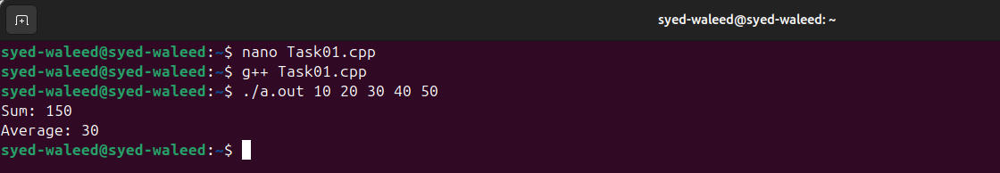 syed-waleed@syed-waleed: ~
syed-waleed@syed-waleed:~$ nano Task01.cpp
syed-waleed@syed-waleed:~$ g++ Task01.cpp
syed-waleed@syed-waleed:~$ ./a.out 10 20 30 40 50
Sum: 150
Average: 30
syed-waleed@syed-waleed:~$